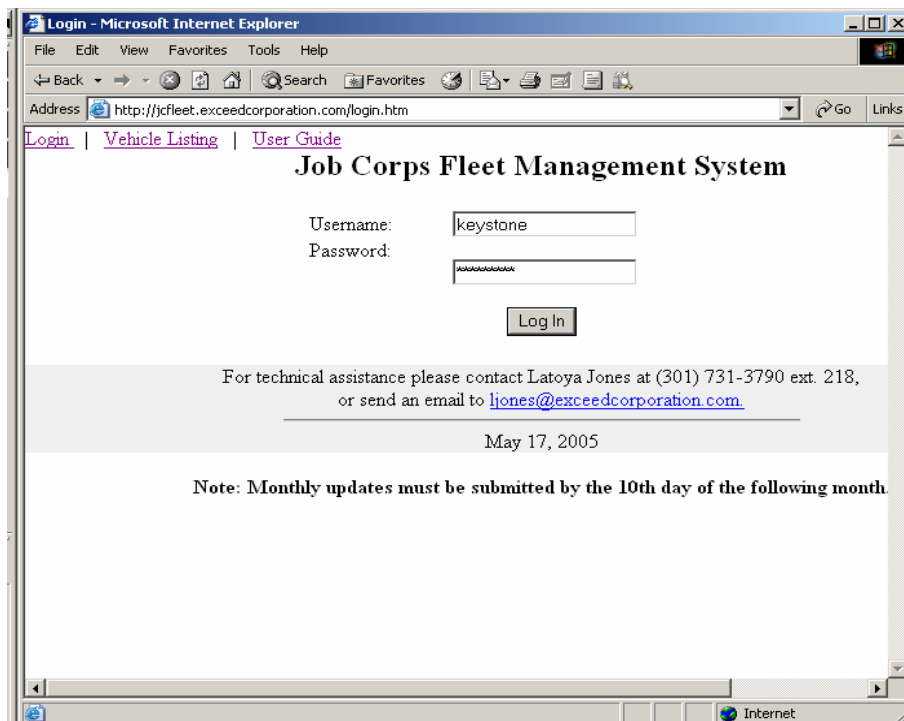 Login - Microsoft Internet Explorer
File Edit View Favorites Tools Help
Back Search Favorites
Address http://jcfleet.exceedcorporation.com/login.htm Go Links
Login | Vehicle Listing | User Guide
Job Corps Fleet Management System
Username: keystone
Password:
**********
Log In
For technical assistance please contact Latoya Jones at (301) 731-3790 ext. 218,
or send an email to ljones@exceedcorporation.com.
May 17, 2005
Note: Monthly updates must be submitted by the 10th day of the following month.
Internet